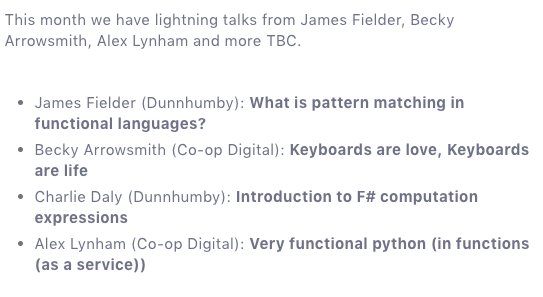 This month we have lightning talks from James Fielder, Becky
Arrowsmith, Alex Lynham and more TBC.
• James Fielder (Dunnhumby): What is pattern matching in
functional languages?
• Becky Arrowsmith (Co-op Digital): Keyboards are love, Keyboards
are life
• Charlie Daly (Dunnhumby): Introduction to F# computation
expressions
• Alex Lynham (Co-op Digital): Very functional python (in functions
(as a service))